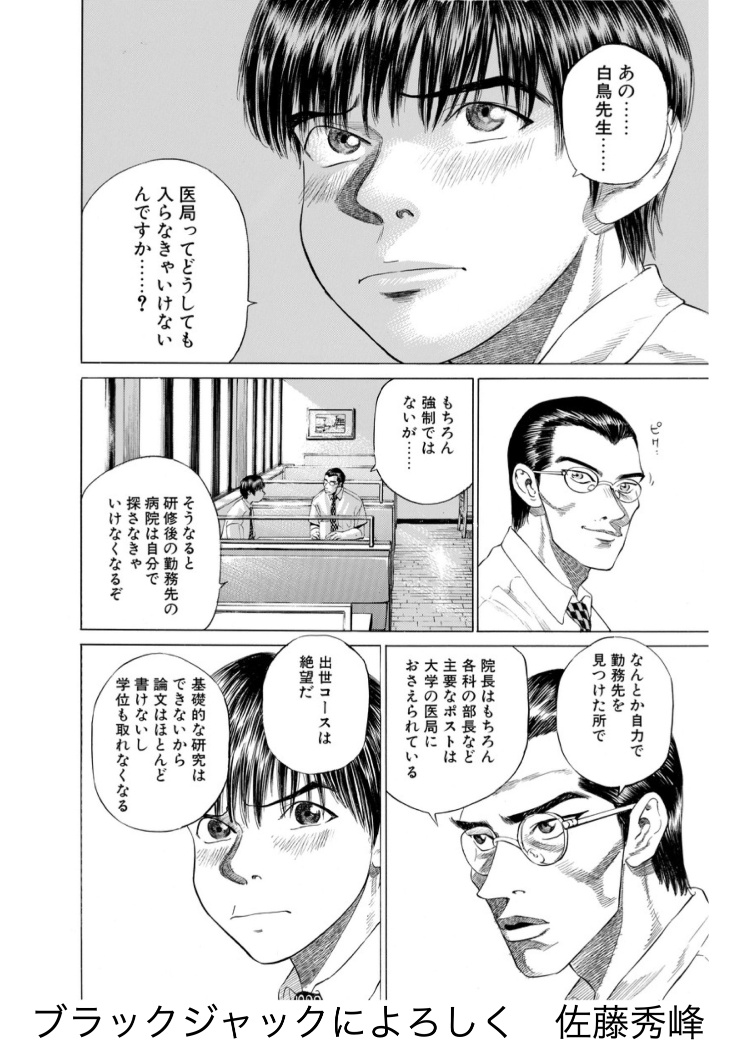 あの……
白鳥先生……
医局ってどうしても
入らなきゃいけない
んですか……?
ピク…
もちろん
強制では
ないが……
そうなると
研修後の勤務先の
病院は自分で
探さなきゃ
いけなくなるぞ
なんとか自力で
勤務先を
見つけた所で
院長はもちろん
各科の部長など
主要なポストは
大学の医局に
おさえられている
出世コースは
絶望だ
基礎的な研究は
できないから
論文はほとんど
書けないし
学位も取れなくなる
ブラックジャックによろしく 佐藤秀峰